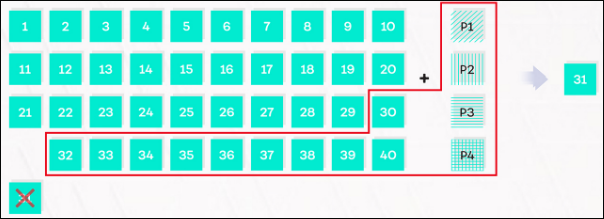 1 2 3 4 5 6 7 8 9 10 P1
11 12 13 14 15 16 17 18 19 20 + P2 31
21 22 23 24 25 26 27 28 29 30 P3
32 33 34 35 36 37 38 39 40 P4